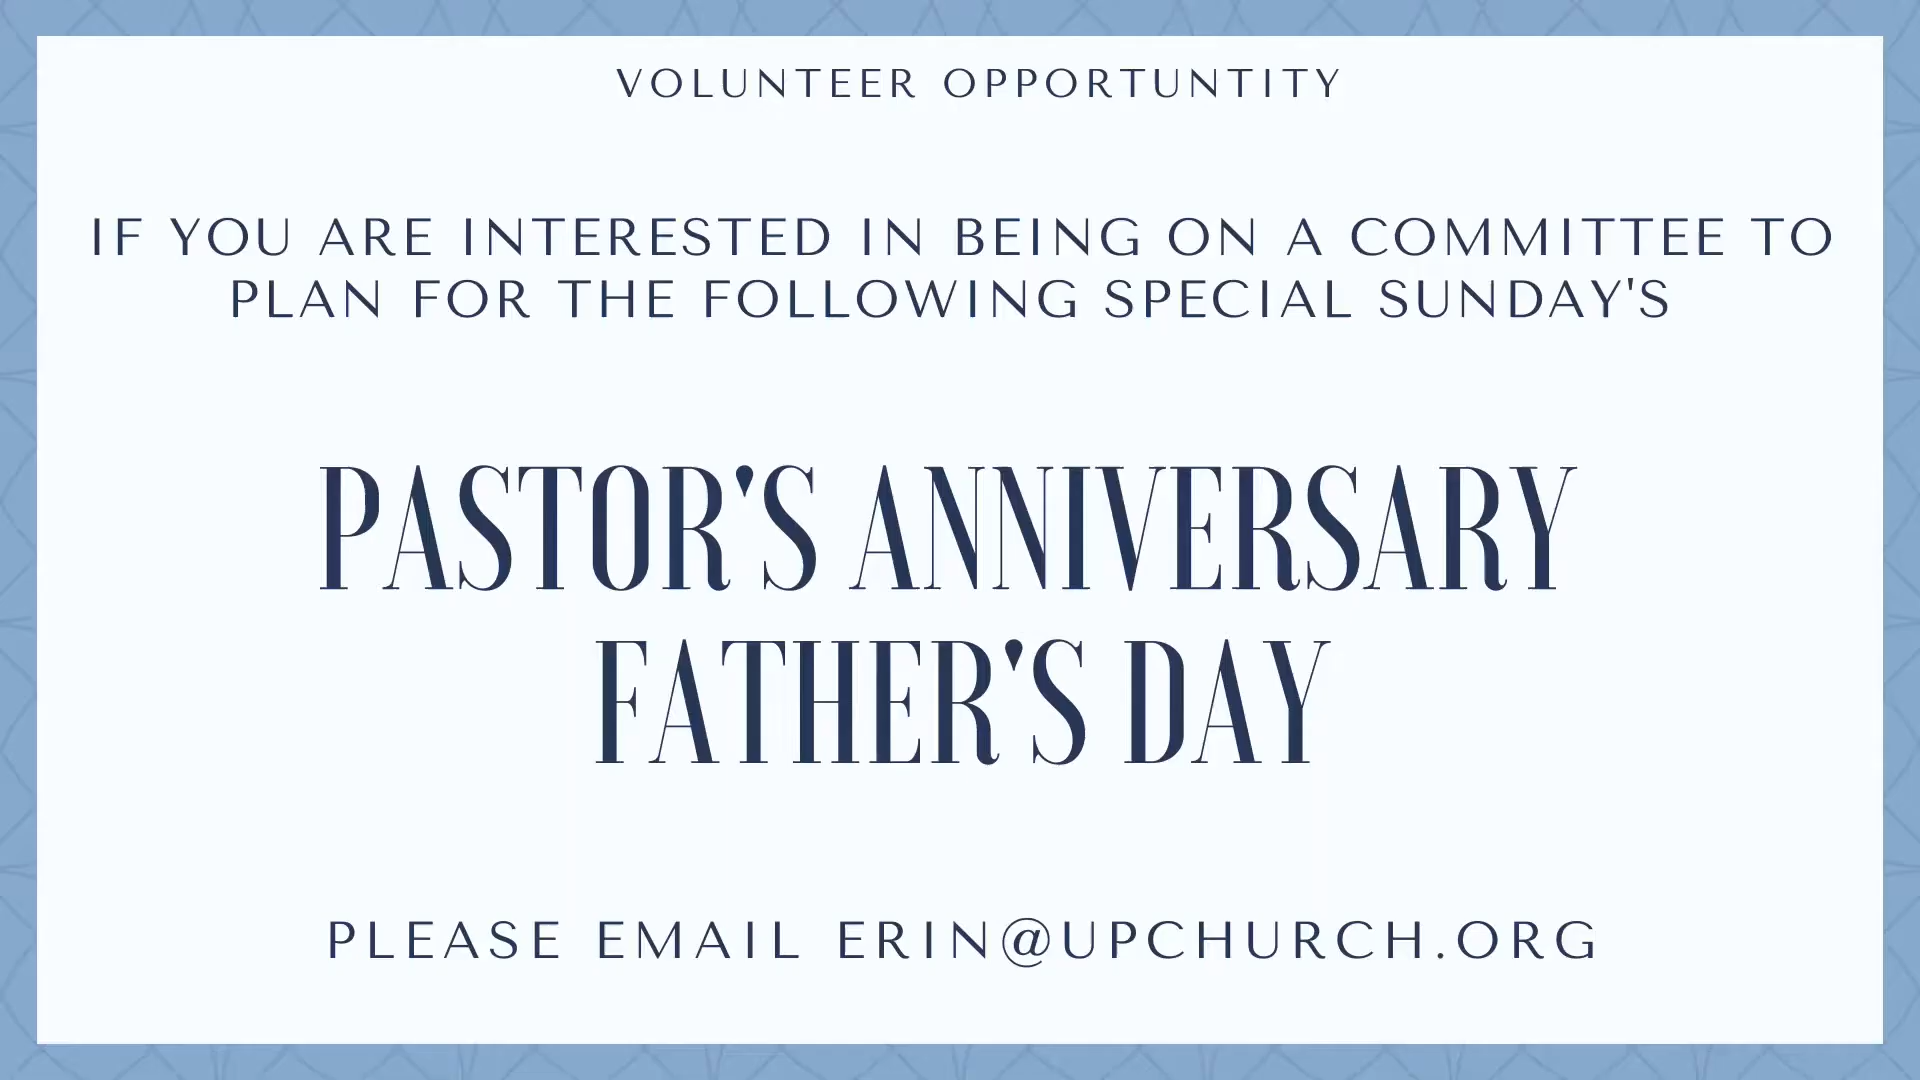 VOLUNTEER OPPORTUNTITY
IF YOU ARE INTERESTED IN BEING ON A COMMITTEE TO
PLAN FOR THE FOLLOWING SPECIAL SUNDAY'S
PASTOR'S ANNIVERSARY
FATHER'S DAY
PLEASE EMAIL ERIN@UPCHURCH.ORG